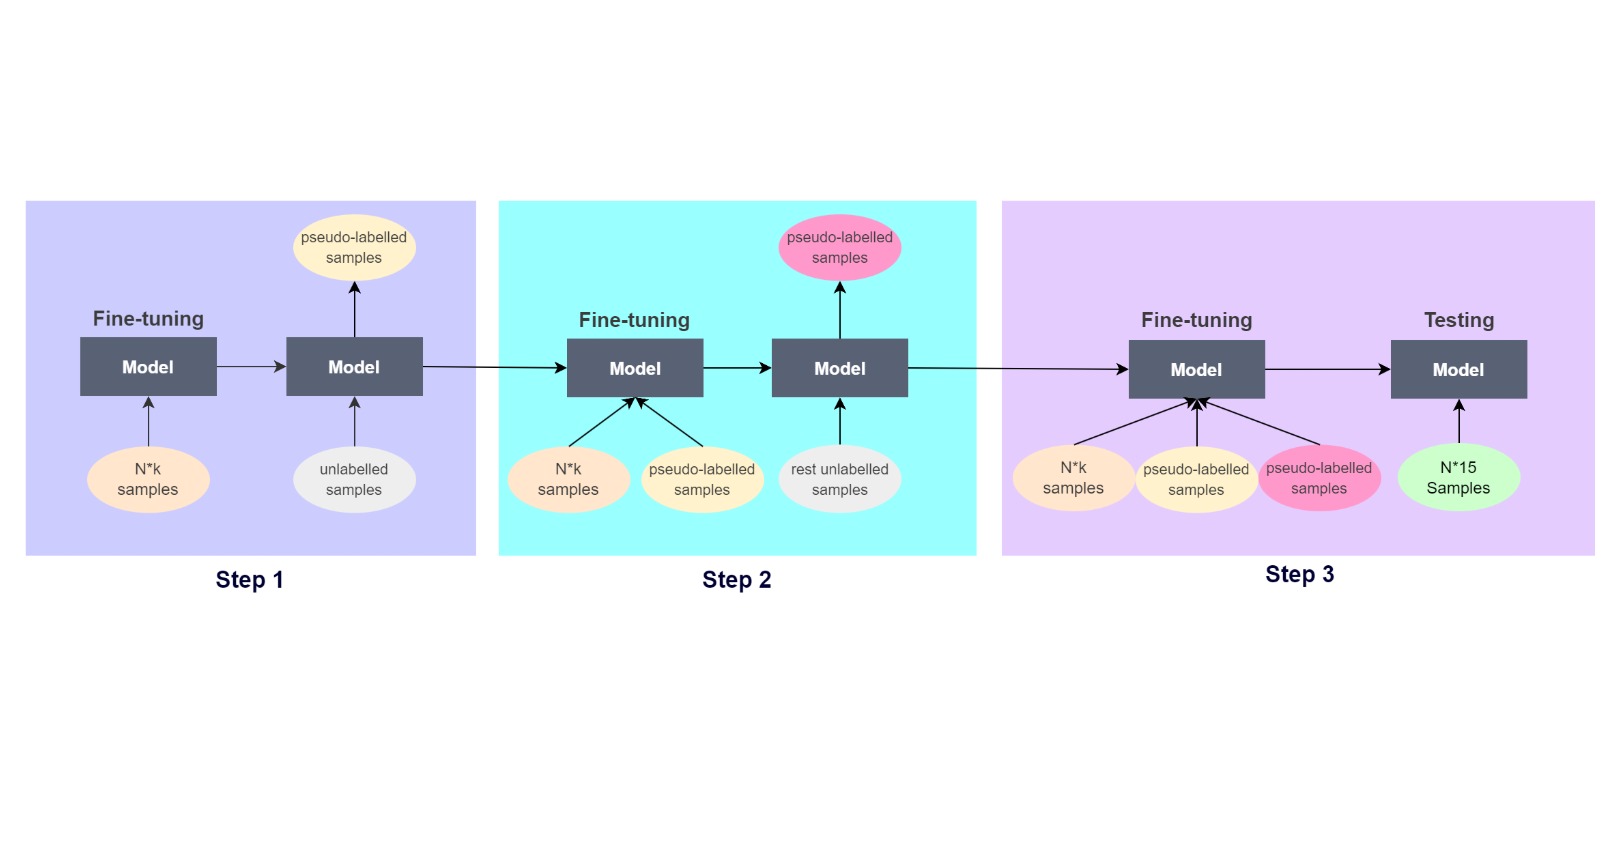 pseudo-labelled
samples
Fine-tuning
Model
Model
N*k
samples
unlabelled
samples
Step 1
pseudo-labelled
samples
Fine-tuning
Model
Model
N*k
samples
pseudo-labelled
samples
rest unlabelled
samples
Step 2
Fine-tuning
Testing
Model
Model
N*k
samples
pseudo-labelled
samples
pseudo-labelled
samples
N*15
Samples
Step 3